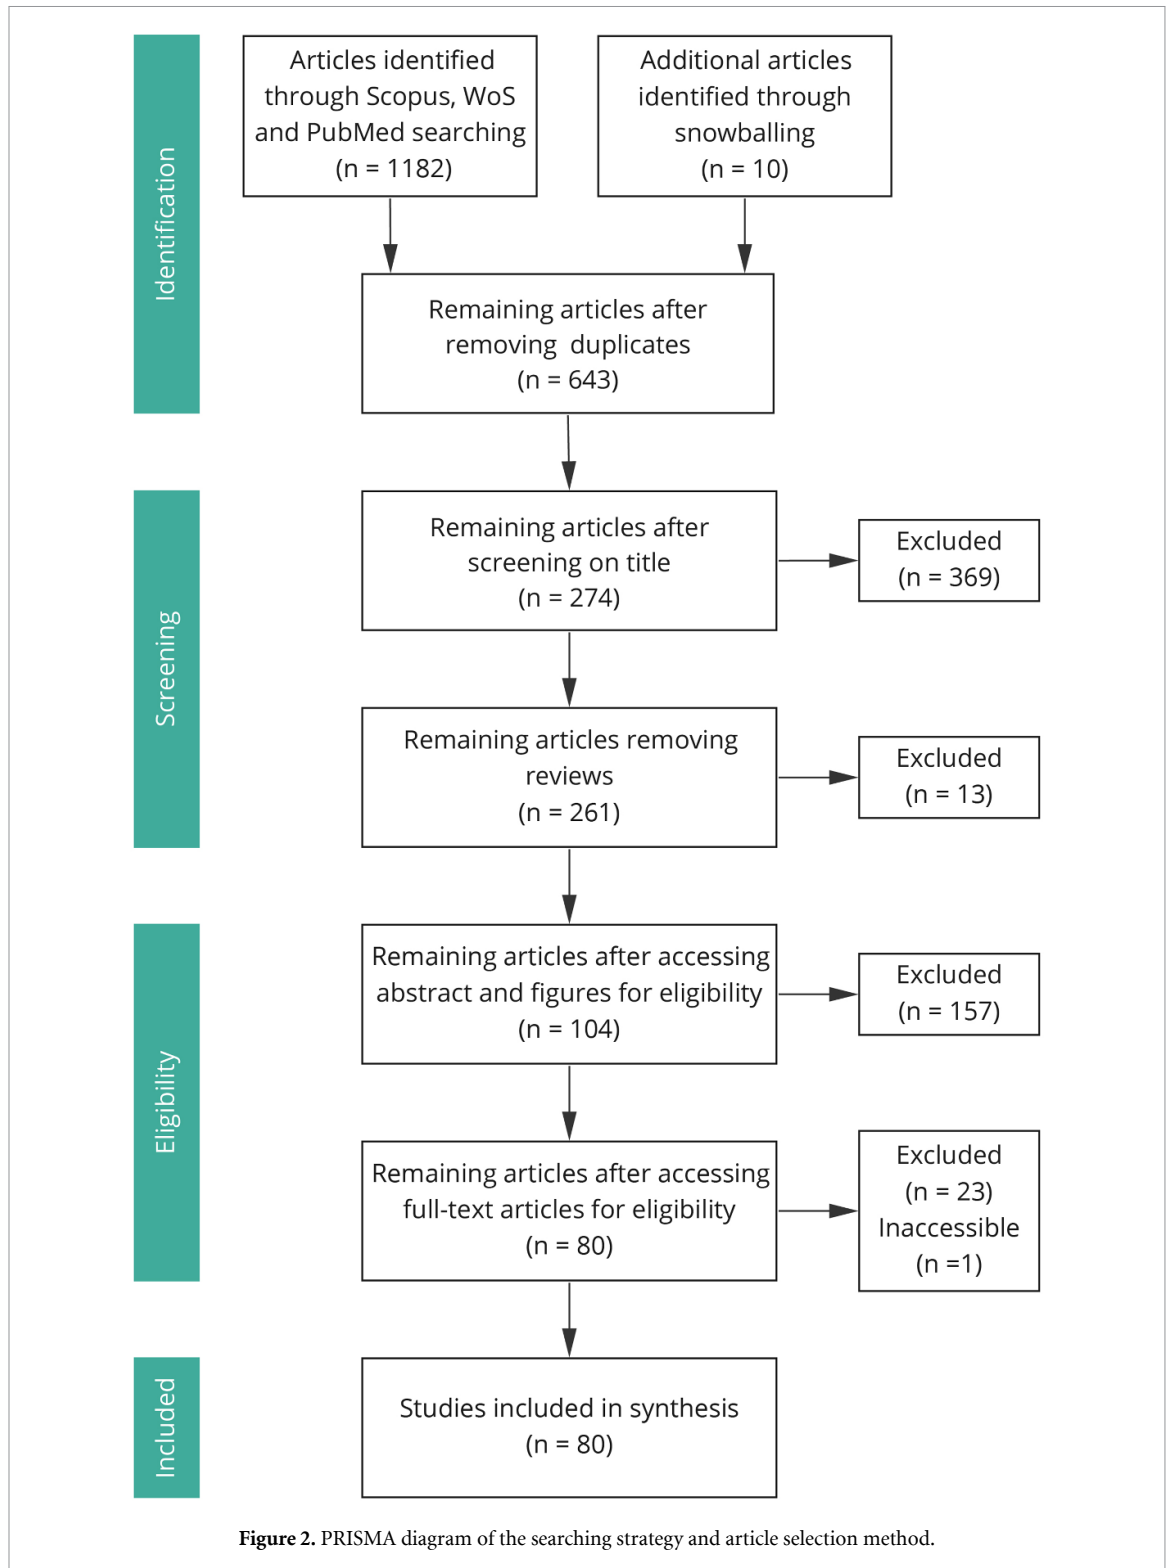 Identification
Articles identified
through Scopus, WoS
and PubMed searching
(n = 1182)
Additional articles
identified through
snowballing
(n = 10)
Remaining articles after
removing duplicates
(n = 643)
Screening
Remaining articles after
screening on title
(n = 274)
Excluded
(n = 369)
Remaining articles removing
reviews
(n = 261)
Excluded
(n = 13)
Eligibility
Remaining articles after accessing
abstract and figures for eligibility
(n = 104)
Excluded
(n = 157)
Remaining articles after accessing
full-text articles for eligibility
(n = 80)
Excluded
(n = 23)
Inaccessible
(n =1)
Included
Studies included in synthesis
(n = 80)
Figure 2. PRISMA diagram of the searching strategy and article selection method.